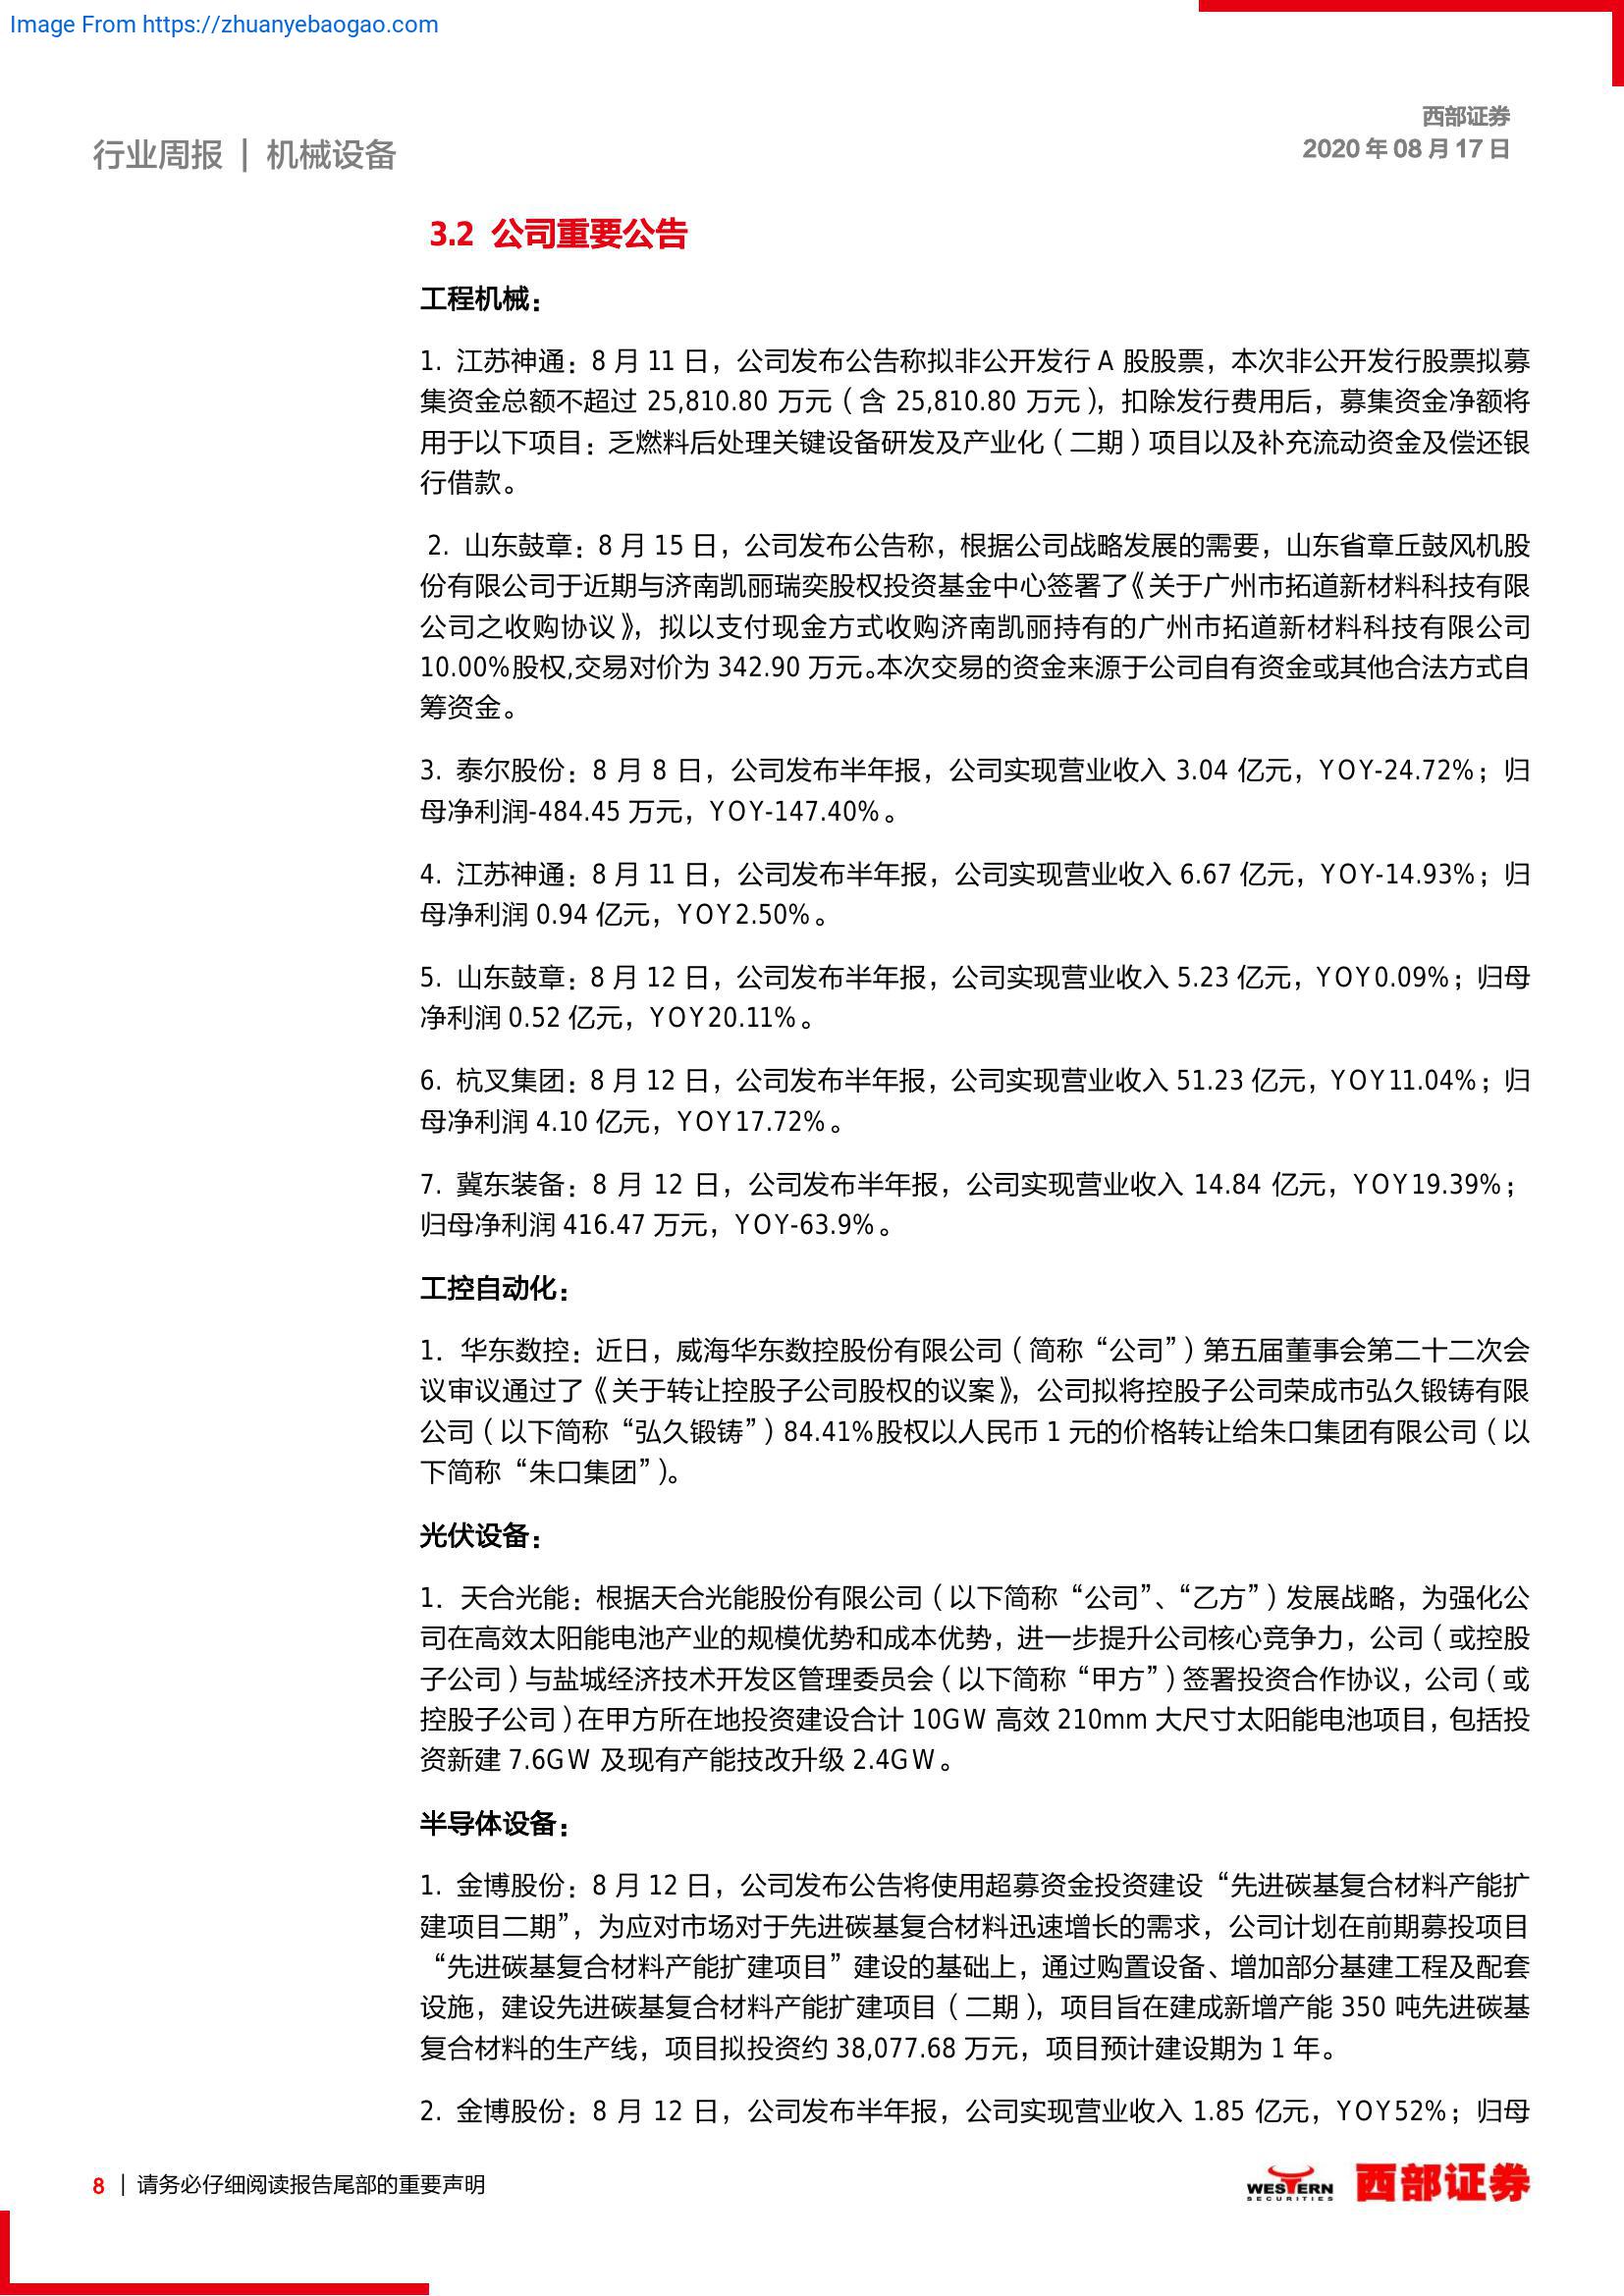 Image From https://zhuanyebaogao.com
西部证券
行业周报 | 机械设备
2020 年 08 月 17 日
3.2 公司重要公告
工程机械：
1. 江苏神通：8 月 11 日，公司发布公告称拟非公开发行 A 股股票，本次非公开发行股票拟募
集资金总额不超过 25,810.80 万元（含 25,810.80 万元），扣除发行费用后，募集资金净额将
用于以下项目：乏燃料后处理关键设备研发及产业化（二期）项目以及补充流动资金及偿还银
行借款。
2. 山东鼓章：8 月 15 日，公司发布公告称，根据公司战略发展的需要，山东省章丘鼓风机股
份有限公司于近期与济南凯丽瑞奕股权投资基金中心签署了《关于广州市拓道新材料科技有限
公司之收购协议》，拟以支付现金方式收购济南凯丽持有的广州市拓道新材料科技有限公司
10.00%股权,交易对价为 342.90 万元。本次交易的资金来源于公司自有资金或其他合法方式自
筹资金。
3. 泰尔股份：8 月 8 日，公司发布半年报，公司实现营业收入 3.04 亿元，YOY-24.72%；归
母净利润-484.45 万元，YOY-147.40%。
4. 江苏神通：8 月 11 日，公司发布半年报，公司实现营业收入 6.67 亿元，YOY-14.93%；归
母净利润 0.94 亿元，YOY2.50%。
5. 山东鼓章：8 月 12 日，公司发布半年报，公司实现营业收入 5.23 亿元，YOY0.09%；归母
净利润 0.52 亿元，YOY20.11%。
6. 杭叉集团：8 月 12 日，公司发布半年报，公司实现营业收入 51.23 亿元，YOY11.04%；归
母净利润 4.10 亿元，YOY17.72%。
7. 冀东装备：8 月 12 日，公司发布半年报，公司实现营业收入 14.84 亿元，YOY19.39%；
归母净利润 416.47 万元，YOY-63.9%。
工控自动化：
1. 华东数控：近日，威海华东数控股份有限公司（简称“公司”）第五届董事会第二十二次会
议审议通过了《关于转让控股子公司股权的议案》，公司拟将控股子公司荣成市弘久锻铸有限
公司（以下简称“弘久锻铸”）84.41%股权以人民币 1 元的价格转让给朱口集团有限公司（以
下简称“朱口集团”）。
光伏设备：
1. 天合光能：根据天合光能股份有限公司（以下简称“公司”、“乙方”）发展战略，为强化公
司在高效太阳能电池产业的规模优势和成本优势，进一步提升公司核心竞争力，公司（或控股
子公司）与盐城经济技术开发区管理委员会（以下简称“甲方”）签署投资合作协议，公司（或
控股子公司）在甲方所在地投资建设合计 10GW 高效 210mm 大尺寸太阳能电池项目，包括投
资新建 7.6GW 及现有产能技改升级 2.4GW。
半导体设备：
1. 金博股份：8 月 12 日，公司发布公告将使用超募资金投资建设“先进碳基复合材料产能扩
建项目二期”，为应对市场对于先进碳基复合材料迅速增长的需求，公司计划在前期募投项目
“先进碳基复合材料产能扩建项目”建设的基础上，通过购置设备、增加部分基建工程及配套
设施，建设先进碳基复合材料产能扩建项目（二期），项目旨在建成新增产能 350 吨先进碳基
复合材料的生产线，项目拟投资约 38,077.68 万元，项目预计建设期为 1 年。
2. 金博股份：8 月 12 日，公司发布半年报，公司实现营业收入 1.85 亿元，YOY52%；归母
8 | 请务必仔细阅读报告尾部的重要声明
WESTERN
SECURITIES
西部证券